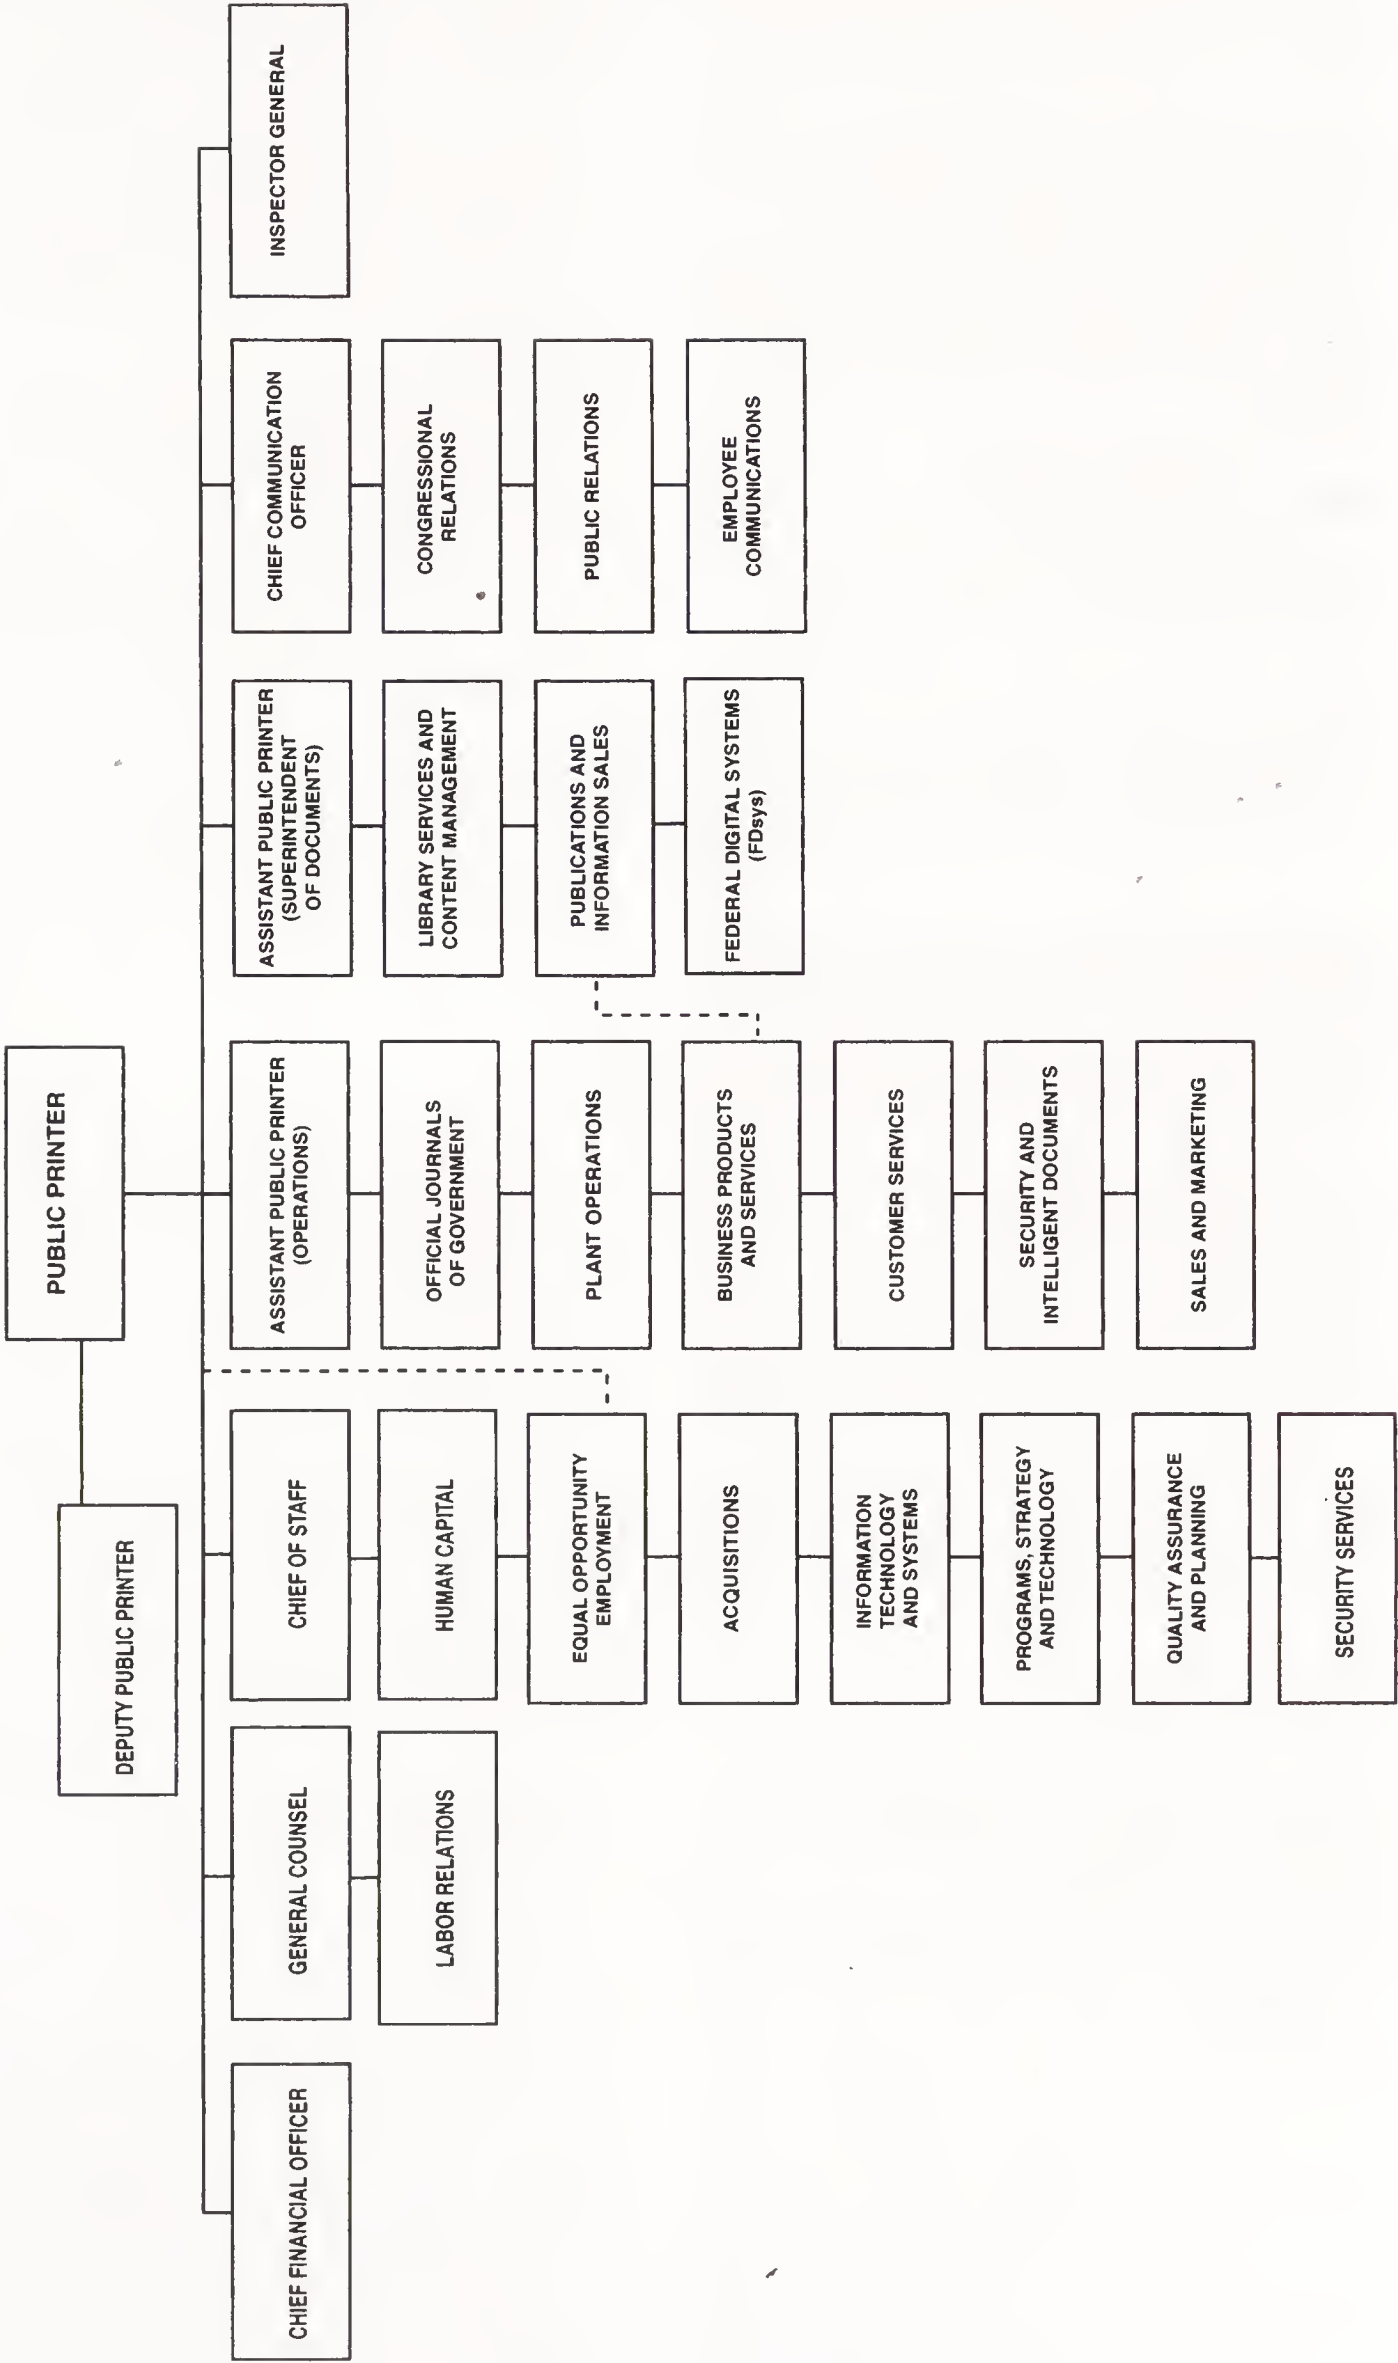 PUBLIC PRINTER
DEPUTY PUBLIC PRINTER
CHIEF FINANCIAL OFFICER
GENERAL COUNSEL
LABOR RELATIONS
CHIEF OF STAFF
HUMAN CAPITAL
EQUAL OPPORTUNITY
EMPLOYMENT
ACQUISITIONS
INFORMATION
TECHNOLOGY
AND SYSTEMS
PROGRAMS, STRATEGY
AND TECHNOLOGY
QUALITY ASSURANCE
AND PLANNING
SECURITY SERVICES
ASSISTANT PUBLIC PRINTER
(OPERATIONS)
OFFICIAL JOURNALS
OF GOVERNMENT
PLANT OPERATIONS
BUSINESS PRODUCTS
AND SERVICES
CUSTOMER SERVICES
SECURITY AND
INTELLIGENT DOCUMENTS
SALES AND MARKETING
ASSISTANT PUBLIC PRINTER
(SUPERINTENDENT
OF DOCUMENTS)
LIBRARY SERVICES AND
CONTENT MANAGEMENT
PUBLICATIONS AND
INFORMATION SALES
FEDERAL DIGITAL SYSTEMS
(FDsys)
CHIEF COMMUNICATION
OFFICER
CONGRESSIONAL
RELATIONS
PUBLIC RELATIONS
EMPLOYEE
COMMUNICATIONS
INSPECTOR GENERAL